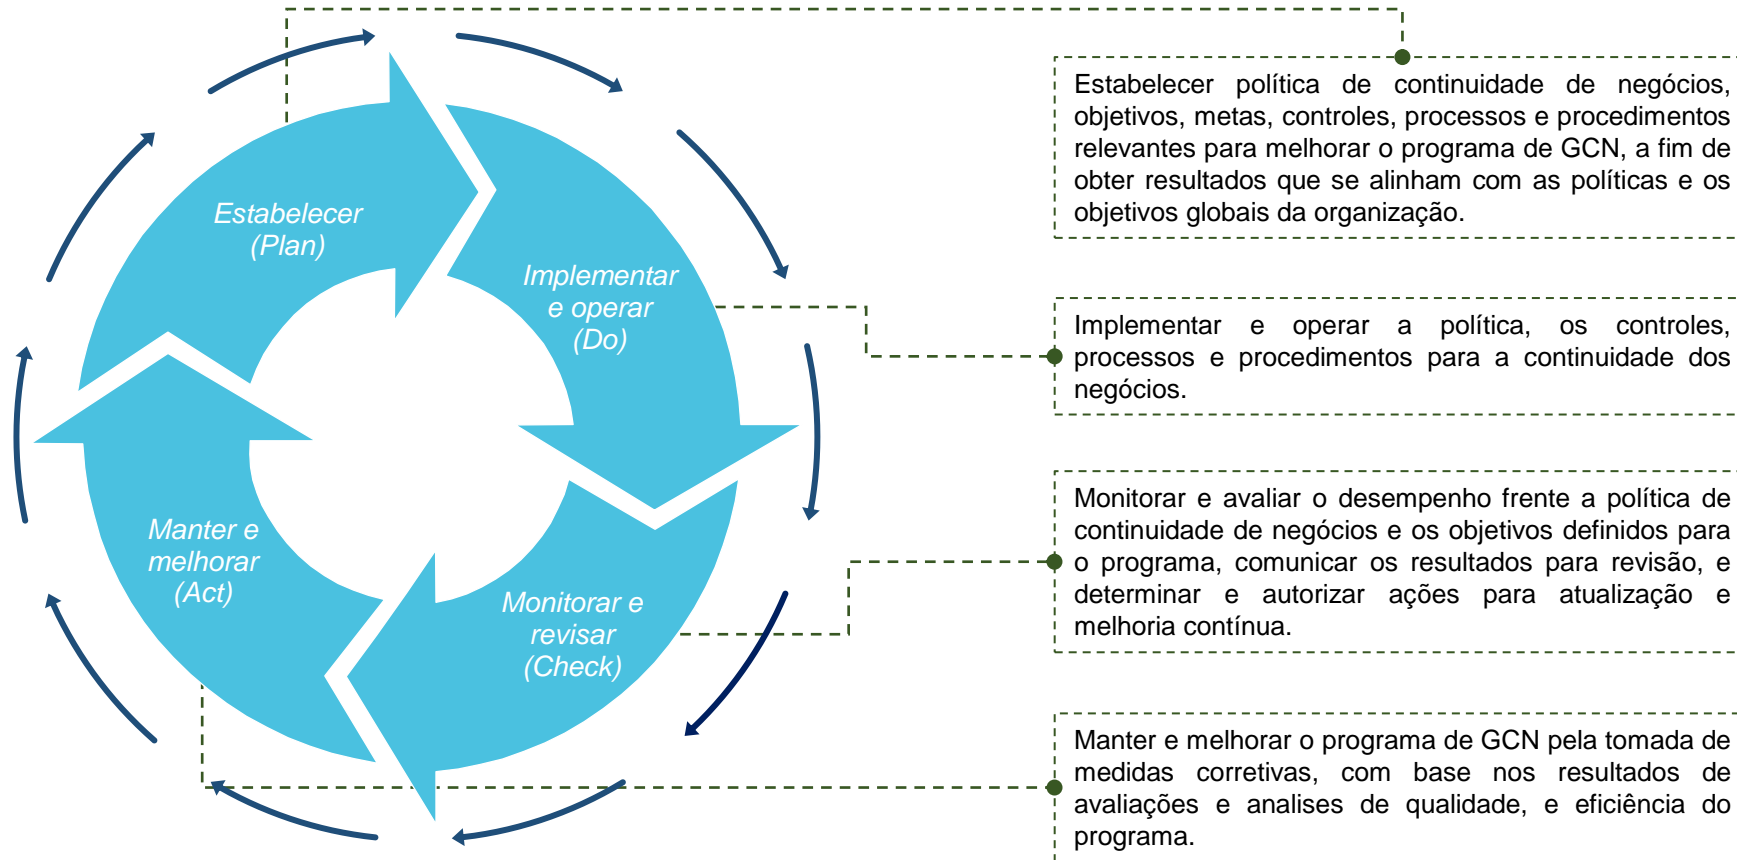 Estabelecer
(Plan)
Implementar
e operar
(Do)
Monitorar e
revisar
(Check)
Manter e
melhorar
(Act)
Estabelecer política de continuidade de negócios,
objetivos, metas, controles, processos e procedimentos
relevantes para melhorar o programa de GCN, a fim de
obter resultados que se alinham com as políticas e os
objetivos globais da organização.
Implementar e operar a política, os controles,
processos e procedimentos para a continuidade dos
negócios.
Monitorar e avaliar o desempenho frente a política de
continuidade de negócios e os objetivos definidos para
o programa, comunicar os resultados para revisão, e
determinar e autorizar ações para atualização e
melhoria contínua.
Manter e melhorar o programa de GCN pela tomada de
medidas corretivas, com base nos resultados de
avaliações e analises de qualidade, e eficiência do
programa.